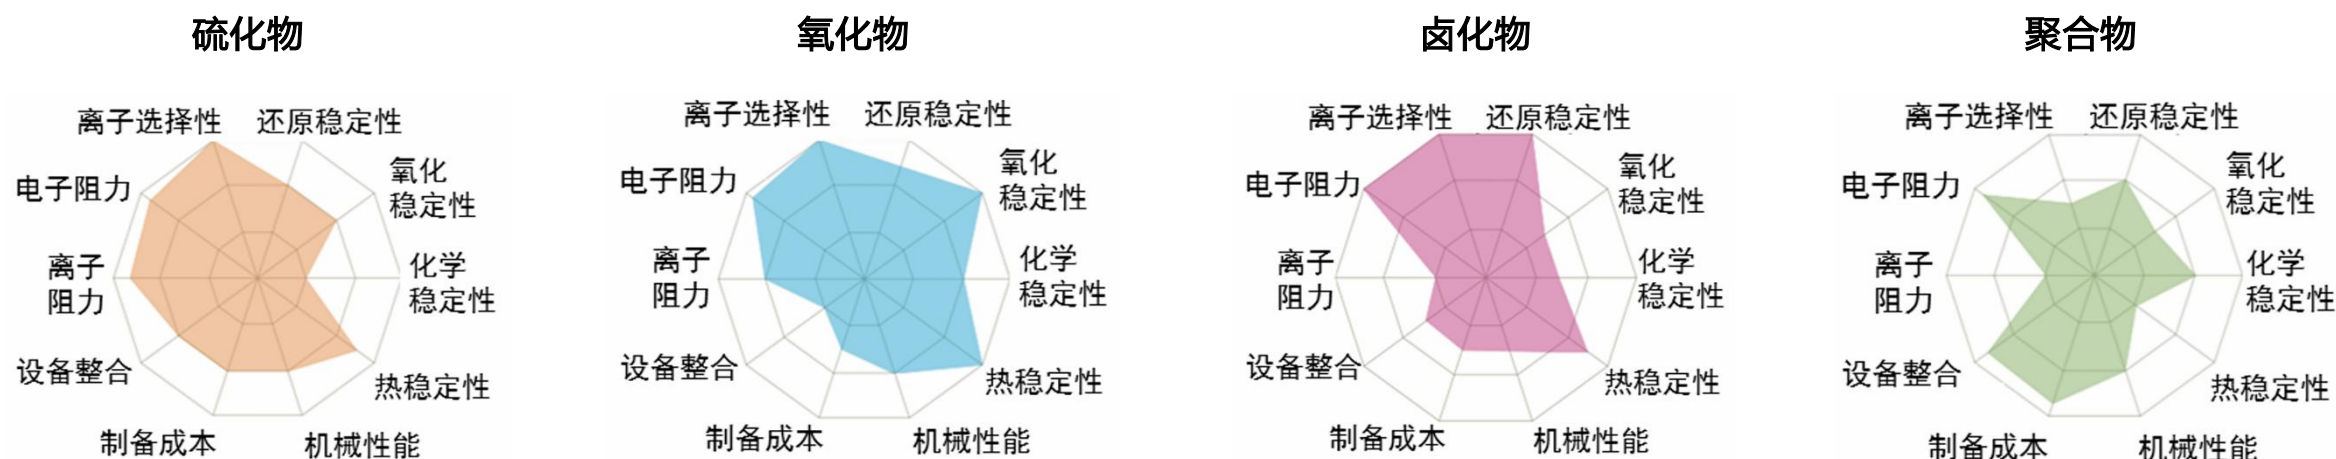 硫化物
离子选择性
还原稳定性
氧化
稳定性
电子阻力
离子
阻力
化学
稳定性
设备整合
热稳定性
制备成本
机械性能
氧化物
离子选择性
还原稳定性
氧化
稳定性
电子阻力
离子
阻力
化学
稳定性
设备整合
热稳定性
制备成本
机械性能
卤化物
离子选择性
还原稳定性
氧化
稳定性
电子阻力
离子
阻力
化学
稳定性
设备整合
热稳定性
制备成本
机械性能
聚合物
离子选择性
还原稳定性
氧化
稳定性
电子阻力
离子
阻力
化学
稳定性
设备整合
热稳定性
制备成本
机械性能